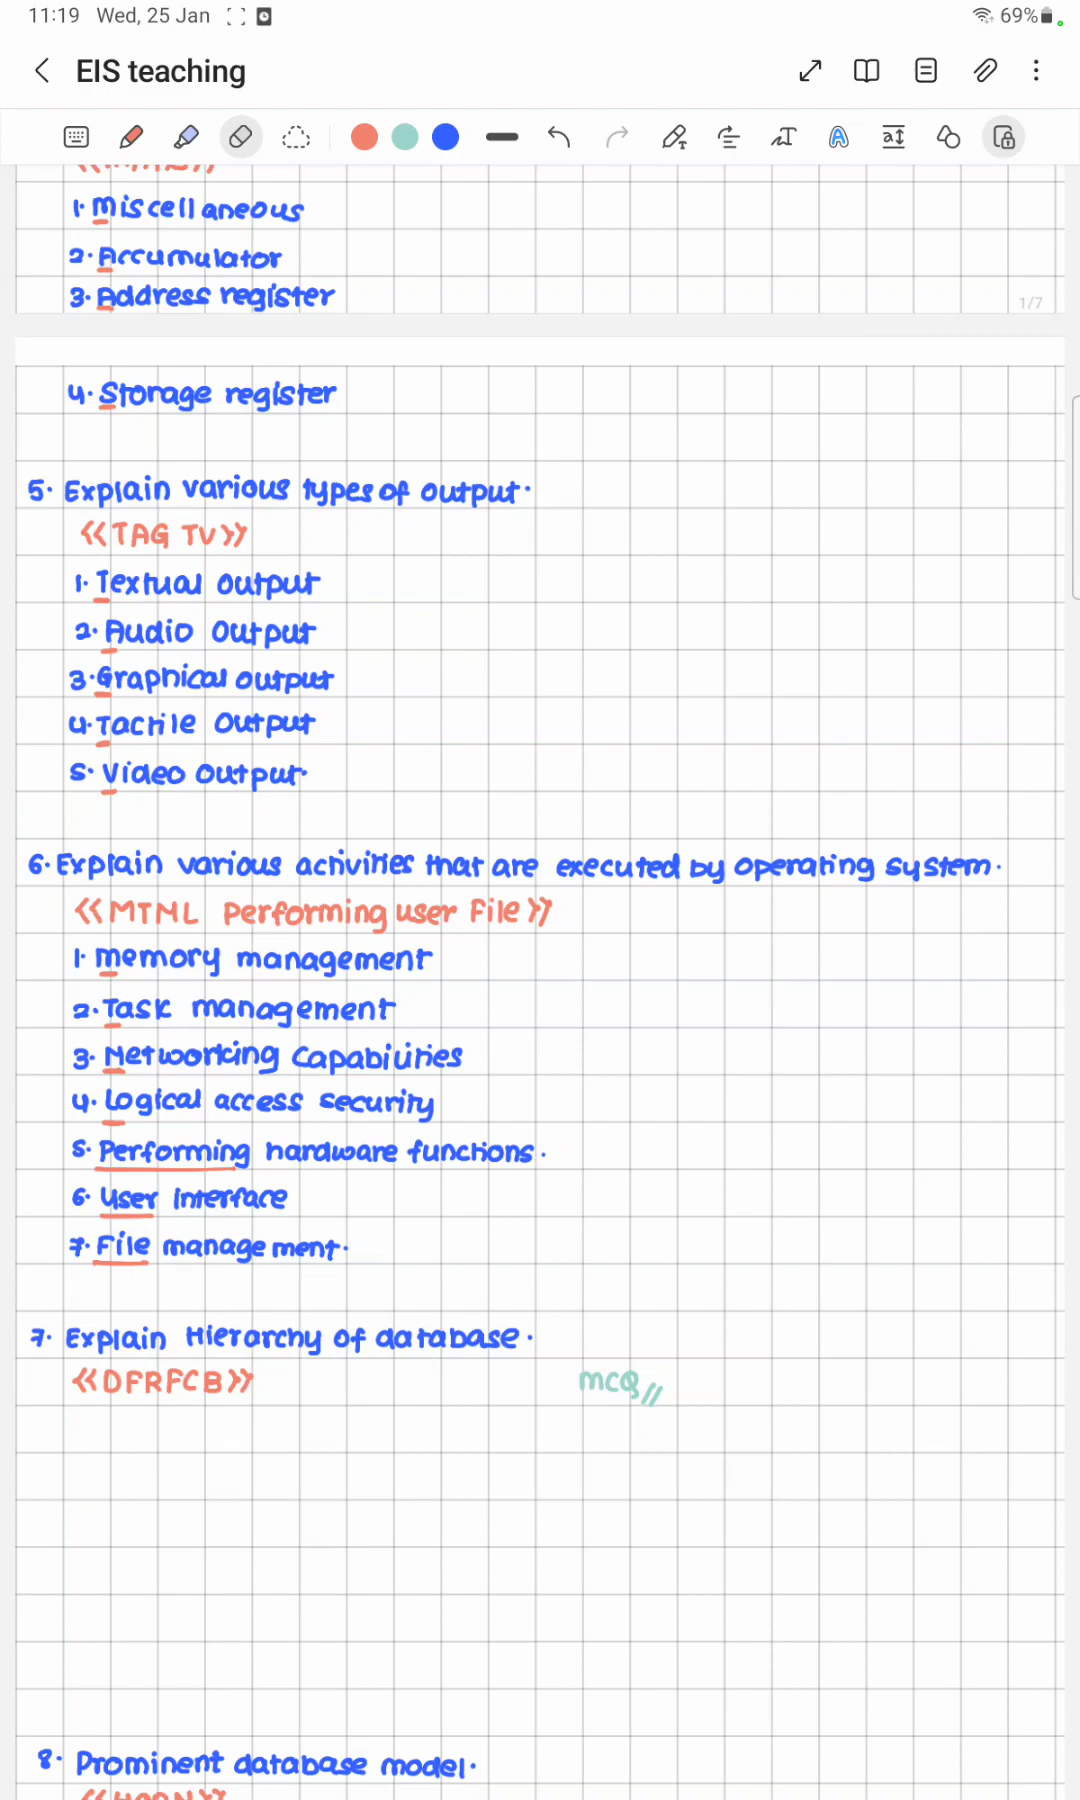 11:19 Wed, 25 Jan 69%
EIS teaching
1. Miscellaneous
2. Accumulator
3. Address register
1/7
4. Storage register
5. Explain various types of output.
《TAG TV》
1. Textual output
2. Audio Output
3. Graphical output
4. Tactile Output
5. Video Output.
6. Explain various activities that are executed by operating system.
《MTNL Performing user File》
1. memory management
2. Task management
3. Networking Capabilities
4. Logical access security
5. Performing hardware functions.
6. User interface
7. File management.
7. Explain Hierarchy of database.
《DFRFCB》 MCQ//
8. Prominent database model.